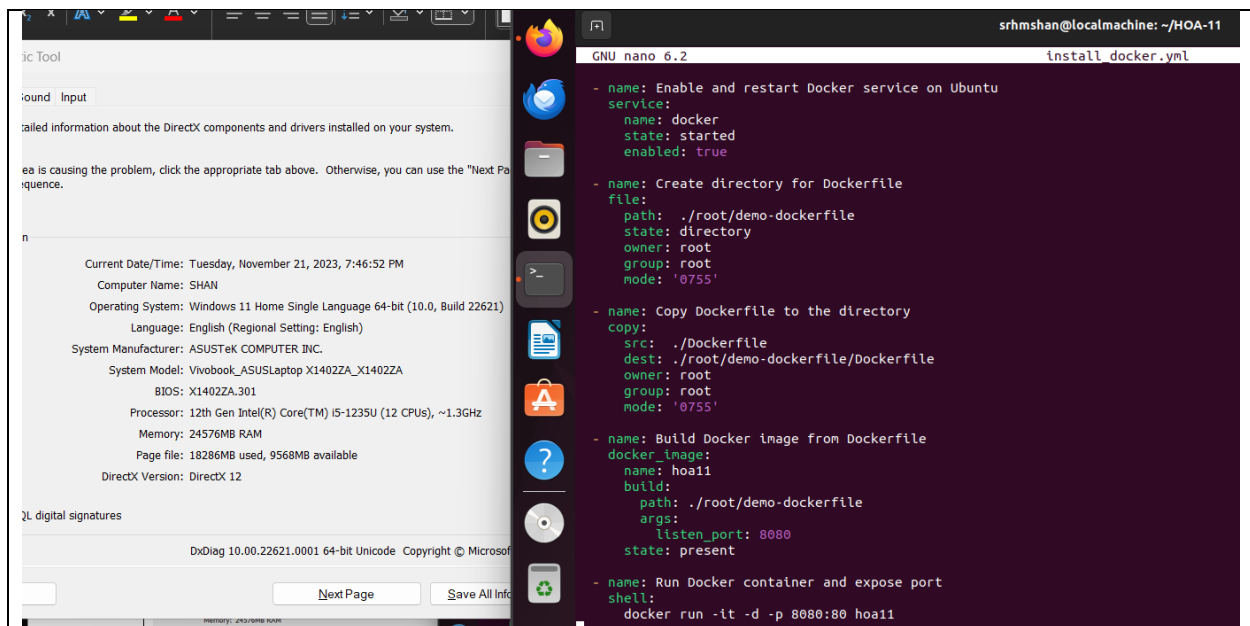 tic Tool
Sound Input
tailed information about the DirectX components and drivers installed on your system.
ea is causing the problem, click the appropriate tab above. Otherwise, you can use the "Next Pa
equence.
n
Current Date/Time: Tuesday, November 21, 2023, 7:46:52 PM
Computer Name: SHAN
Operating System: Windows 11 Home Single Language 64-bit (10.0, Build 22621)
Language: English (Regional Setting: English)
System Manufacturer: ASUSTeK COMPUTER INC.
System Model: Vivobook_ASUSLaptop X1402ZA_X1402ZA
BIOS: X1402ZA.301
Processor: 12th Gen Intel(R) Core(TM) i5-1235U (12 CPUs), ~1.3GHz
Memory: 24576MB RAM
Page file: 18286MB used, 9568MB available
DirectX Version: DirectX 12
QL digital signatures
DxDiag 10.00.22621.0001 64-bit Unicode Copyright © Microsof
Next Page
Save All Info
Memory: 24576MB RAM
srhmshan@localmachine: ~/HOA-11
GNU nano 6.2 install_docker.yml
- name: Enable and restart Docker service on Ubuntu
service:
name: docker
state: started
enabled: true
- name: Create directory for Dockerfile
file:
path: ./root/demo-dockerfile
state: directory
owner: root
group: root
mode: '0755'
- name: Copy Dockerfile to the directory
copy:
src: ./Dockerfile
dest: ./root/demo-dockerfile/Dockerfile
owner: root
group: root
mode: '0755'
- name: Build Docker image from Dockerfile
docker_image:
name: hoa11
build:
path: ./root/demo-dockerfile
args:
listen_port: 8080
state: present
- name: Run Docker container and expose port
shell:
docker run -it -d -p 8080:80 hoa11